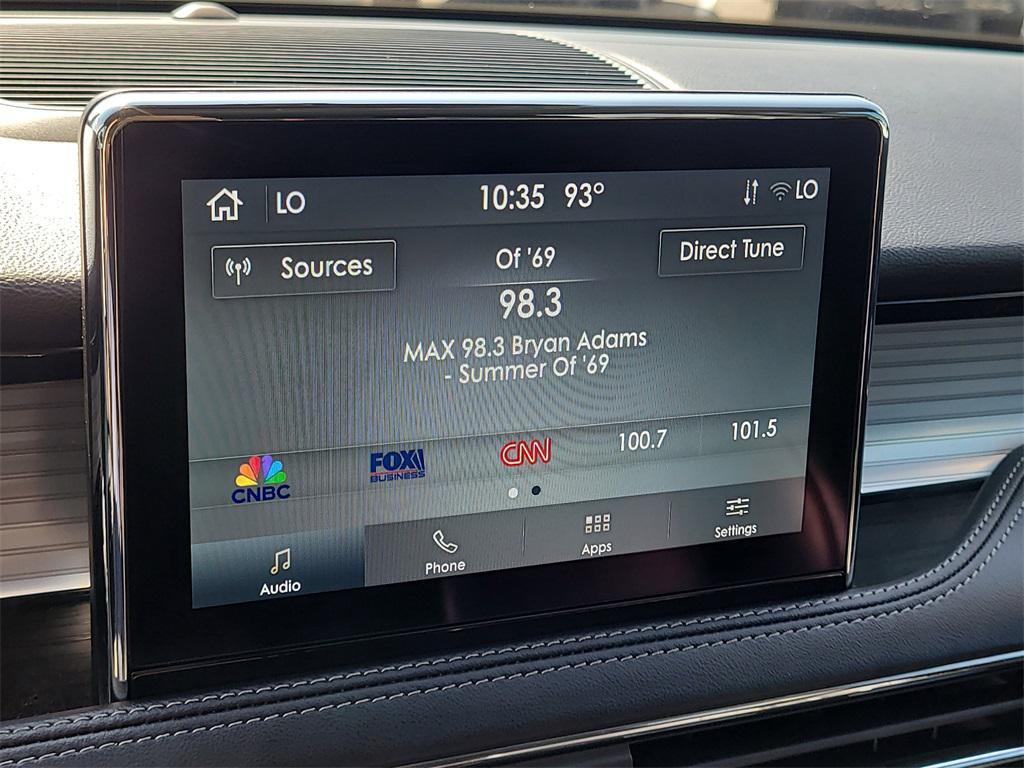 LO 10:35 93° LO
Sources Of '69 Direct Tune
98.3
MAX 98.3 Bryan Adams
- Summer Of '69
CNBC FOX BUSINESS CNN 100.7 101.5
Audio Phone Apps Settings